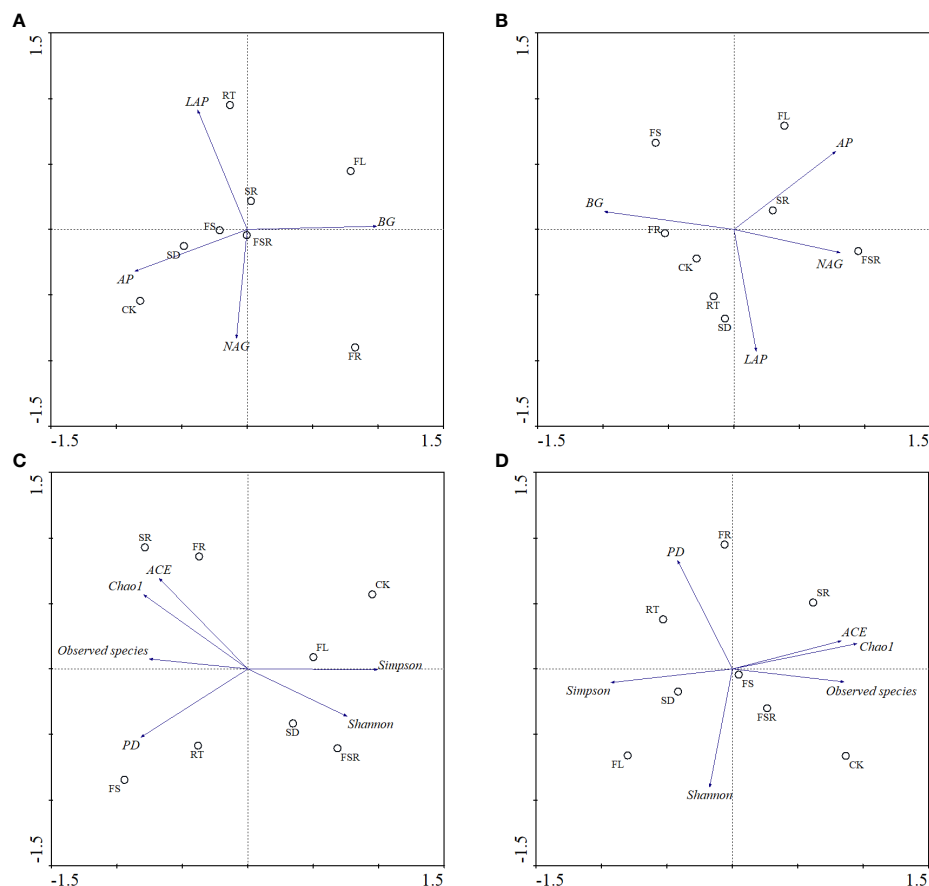 A
1.5
RT
LAP
FL
SR
BG
FS
FSR
SD
AP
CK
NAG
FR
-1.5
-1.5
1.5
B
1.5
FL
FS
AP
BG
SR
FR
NAG
FSR
CK
RT
SD
LAP
-1.5
-1.5
1.5
C
1.5
SR
FR
ACE
Chao1
CK
Observed species
FL
Simpson
Shannon
PD
SD
RT
FSR
FS
-1.5
-1.5
1.5
D
1.5
FR
PD
SR
RT
ACE
Chao1
FS
Simpson
Observed species
SD
FSR
FL
CK
Shannon
-1.5
-1.5
1.5